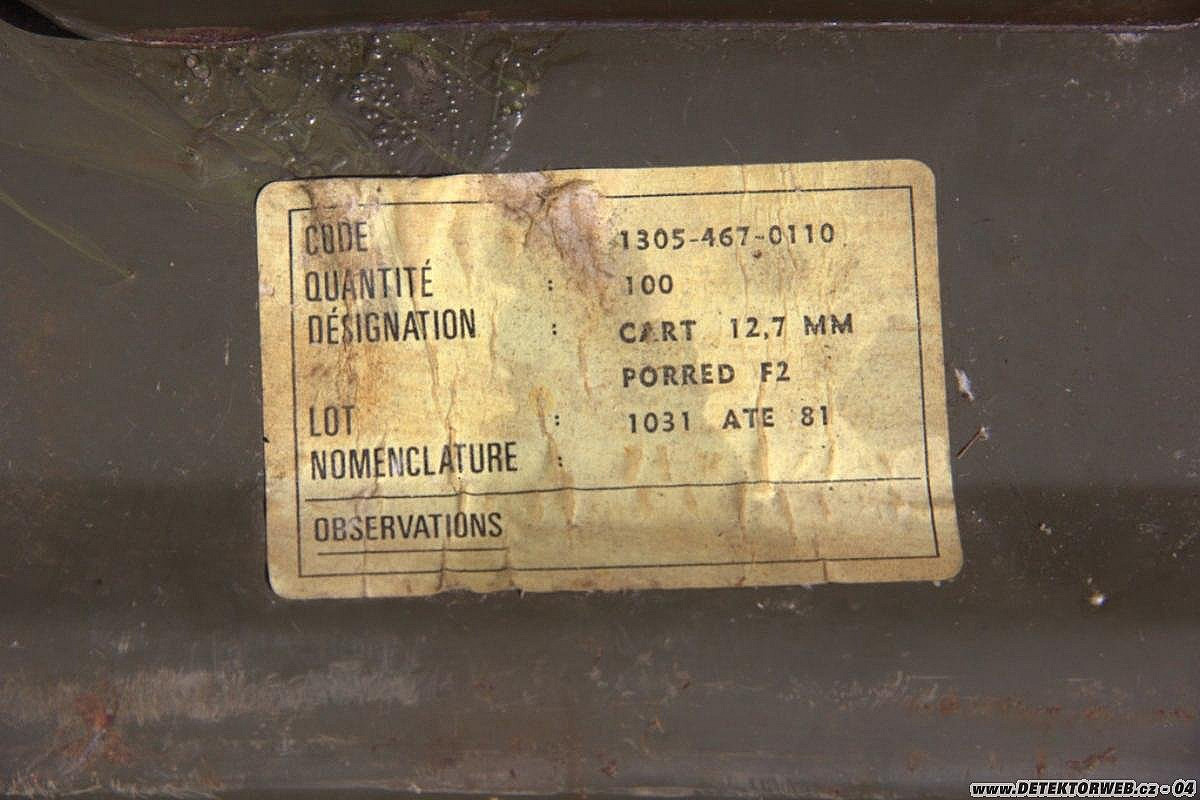 CODE 1305-467-0110
QUANTITÉ : 100
DÉSIGNATION : CART 12,7 MM
PORRED F2
LOT : 1031 ATE 81
NOMENCLATURE :
OBSERVATIONS
www.DETEKTORWEB.cz - 04